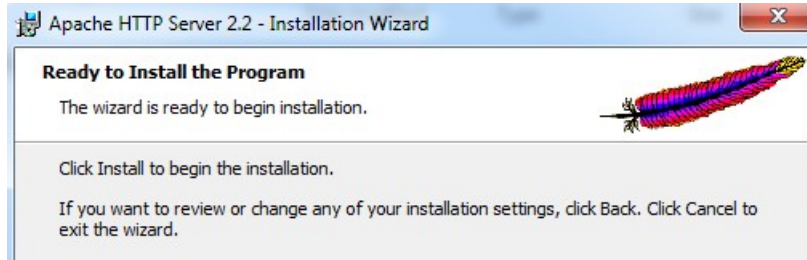 Apache HTTP Server 2.2 - Installation Wizard
Ready to Install the Program
The wizard is ready to begin installation.
Click Install to begin the installation.
If you want to review or change any of your installation settings, click Back. Click Cancel to
exit the wizard.